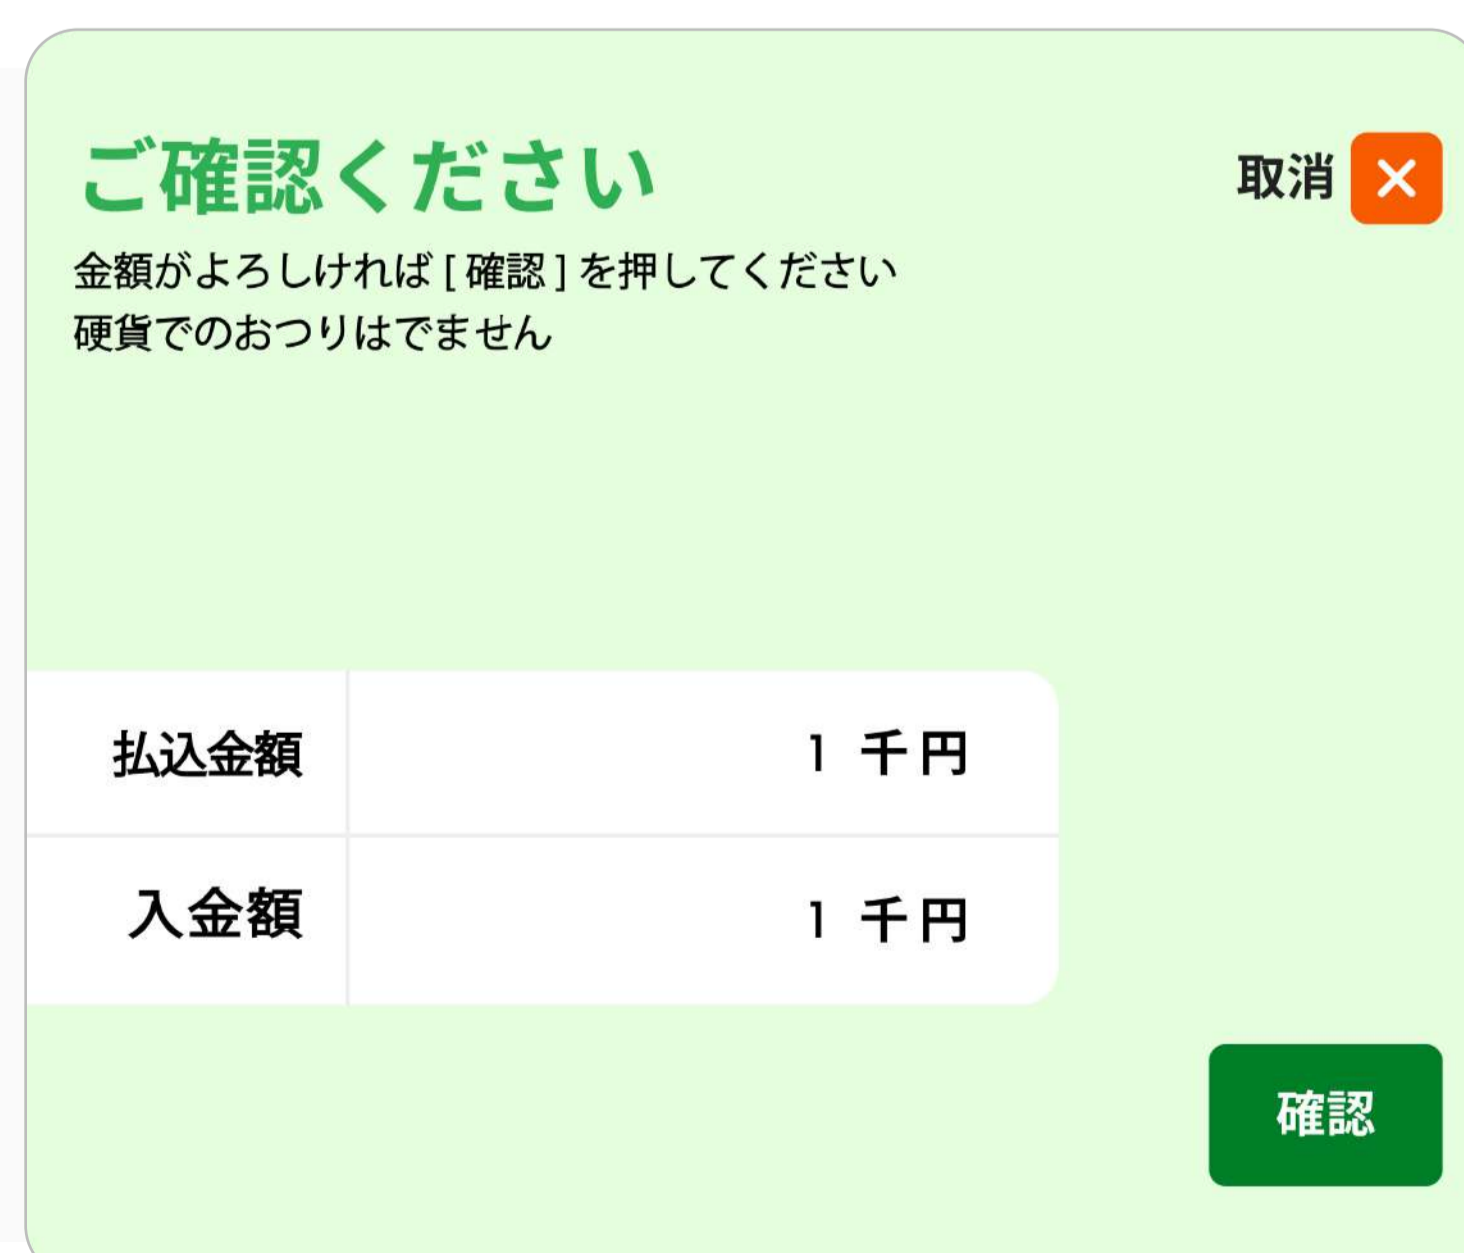 ご確認ください
取消
金額がよろしければ [ 確認 ] を押してください
硬貨でのおつりはでません
払込金額 1 千円
入金額 1 千円
確認